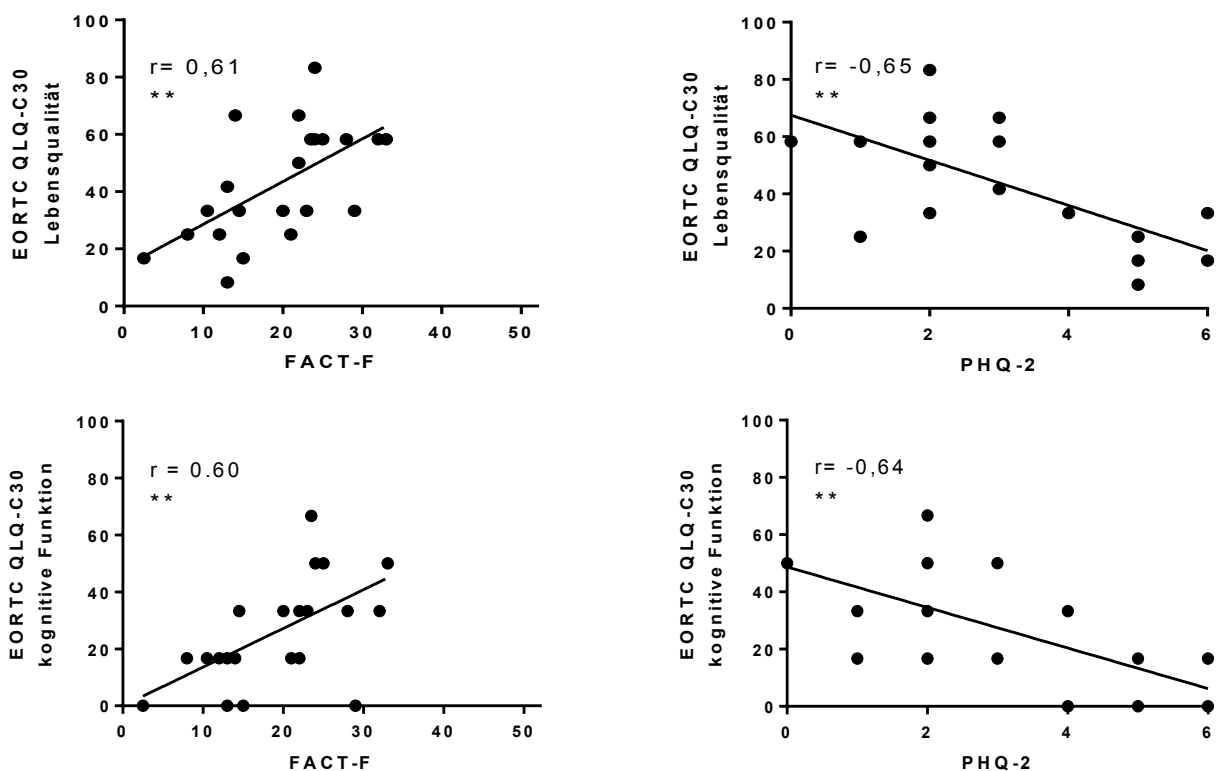 EORTC QLQ-C30
Lebensqualität
100
80
60
40
20
0
r= 0,61
**
0 10 20 30 40 50
FACT-F
EORTC QLQ-C30
Lebensqualität
100
80
60
40
20
0
r= -0,65
**
0 2 4 6
PHQ-2
EORTC QLQ-C30
kognitive Funktion
100
80
60
40
20
0
r = 0.60
**
0 10 20 30 40 50
FACT-F
EORTC QLQ-C30
kognitive Funktion
100
80
60
40
20
0
r= -0,64
**
0 2 4 6
PHQ-2